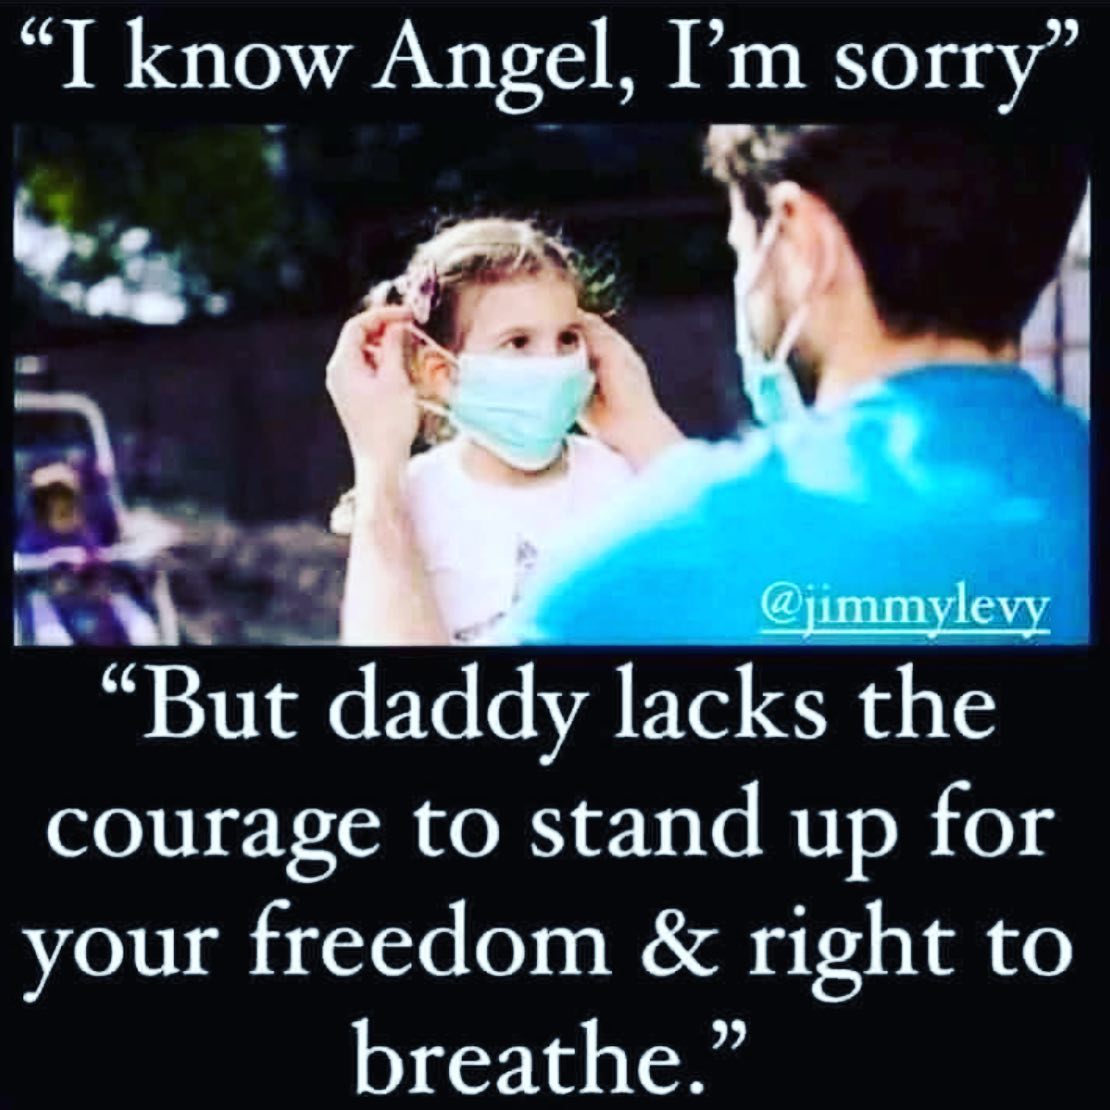 “I know Angel, I’m sorry”
@jimmylevy
“But daddy lacks the
courage to stand up for
your freedom & right to
breathe.”